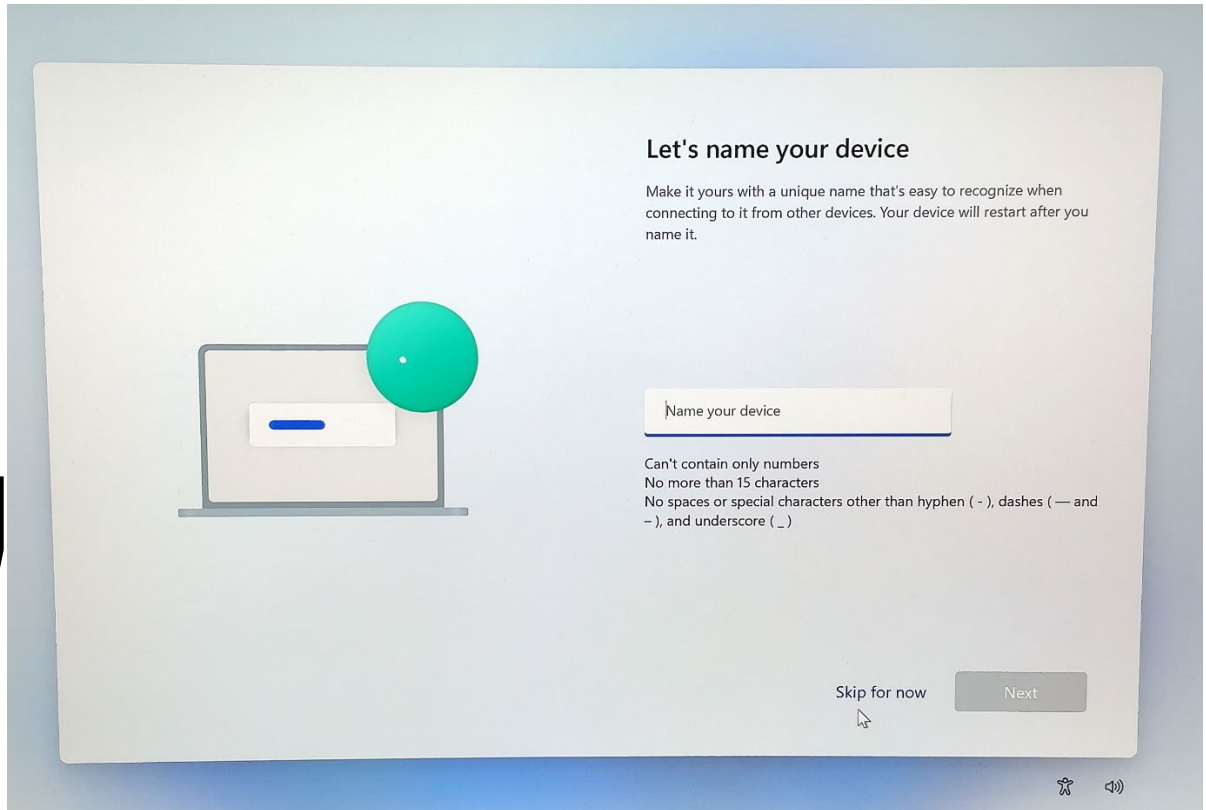 Let's name your device
Make it yours with a unique name that's easy to recognize when
connecting to it from other devices. Your device will restart after you
name it.
Name your device
Can't contain only numbers
No more than 15 characters
No spaces or special characters other than hyphen ( - ), dashes ( — and
– ), and underscore ( _ )
Skip for now
Next